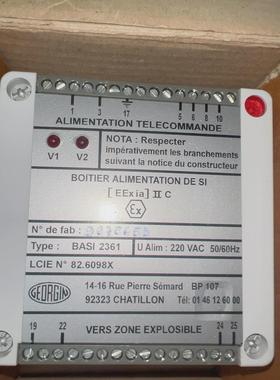 1 3 17 5 6 8 10
ALIMENTATION TELECOMMANDE
NOTA : Respecter
impérativement les branchements
suivant la notice du constructeur
V1 V2
BOITIER ALIMENTATION DE SI
[EExia] II C
Ex
N° de fab :
Type : BASI 2361 U Alim : 220 VAC 50/60Hz
LCIE N° 82.6098X
GEORGIN
14-16 Rue Pierre Sémard BP 107
92323 CHATILLON Tél: 01 46 12 60 00
19 22 24 25
VERS ZONE EXPLOSIBLE